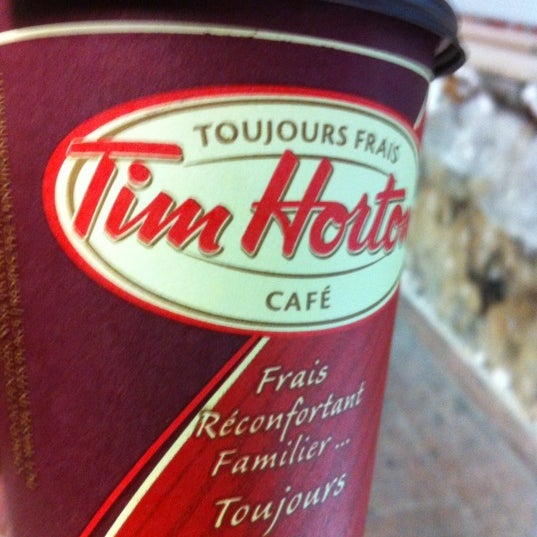 TOUJOURS FRAIS
Tim Horton
CAFÉ
Frais
Réconfortant
Familier...
Toujours